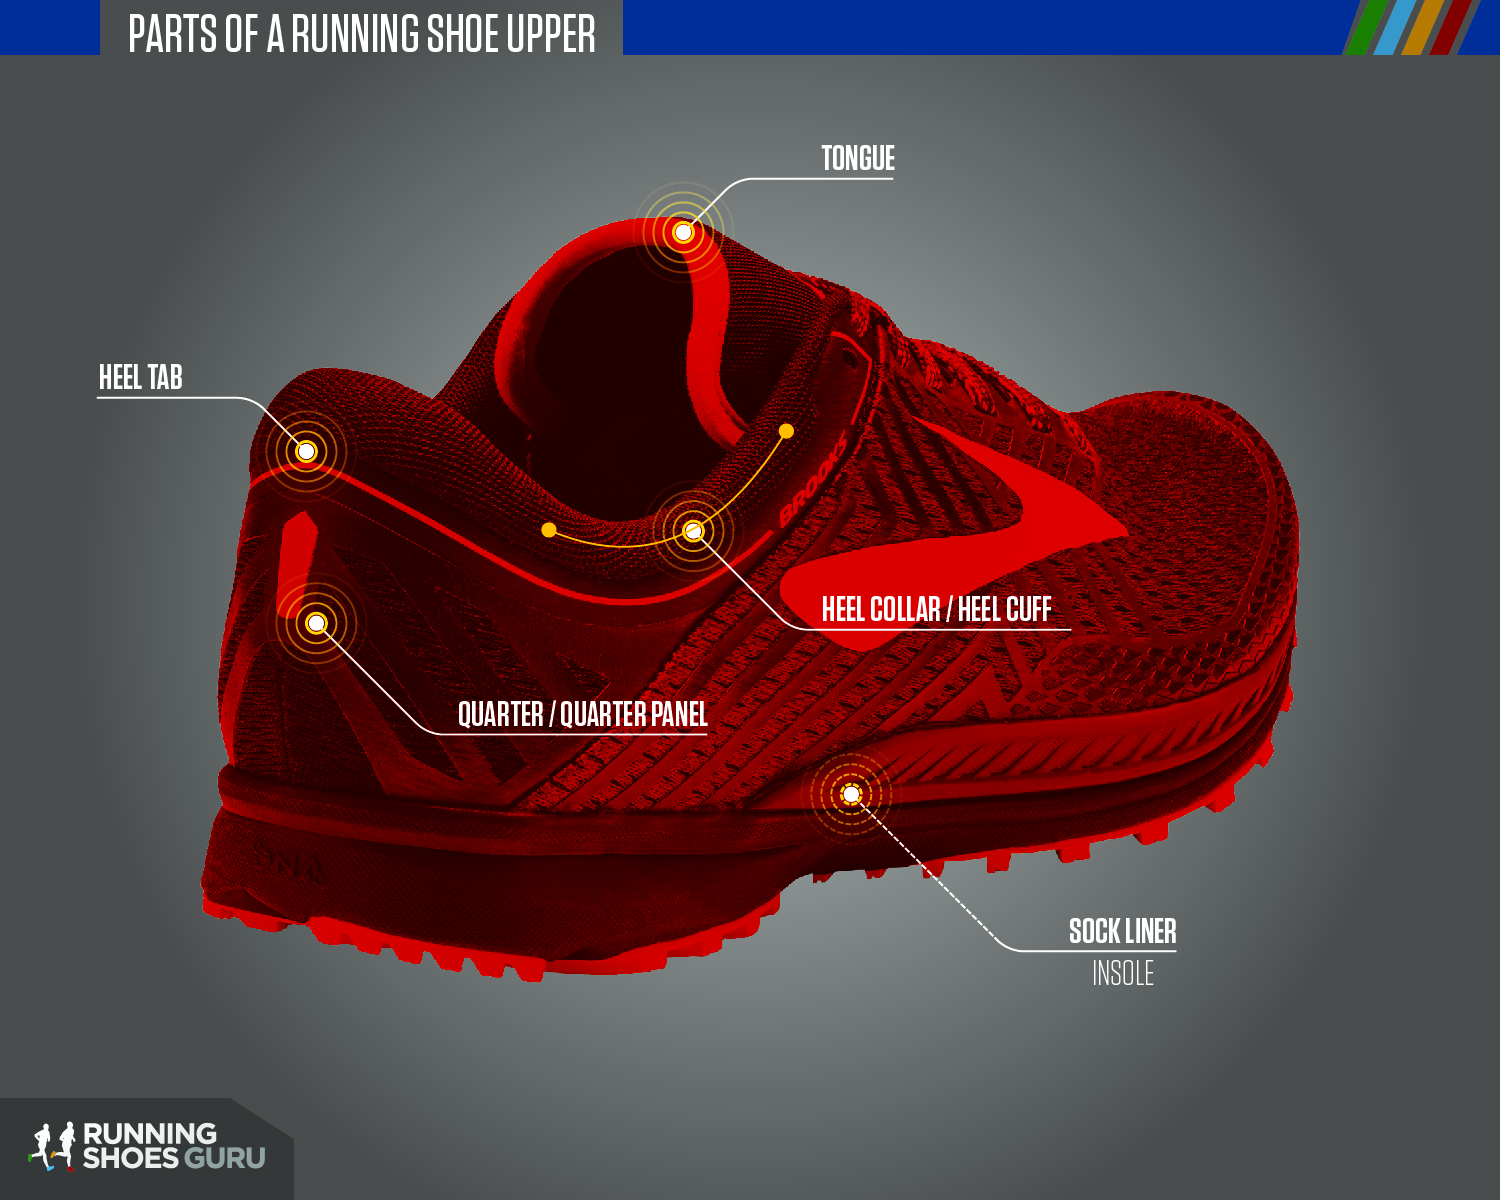 PARTS OF A RUNNING SHOE UPPER
TONGUE
HEEL TAB
BROOKS
HEEL COLLAR / HEEL CUFF
QUARTER / QUARTER PANEL
DNA
SOCK LINER
INSOLE
RUNNING
SHOES GURU